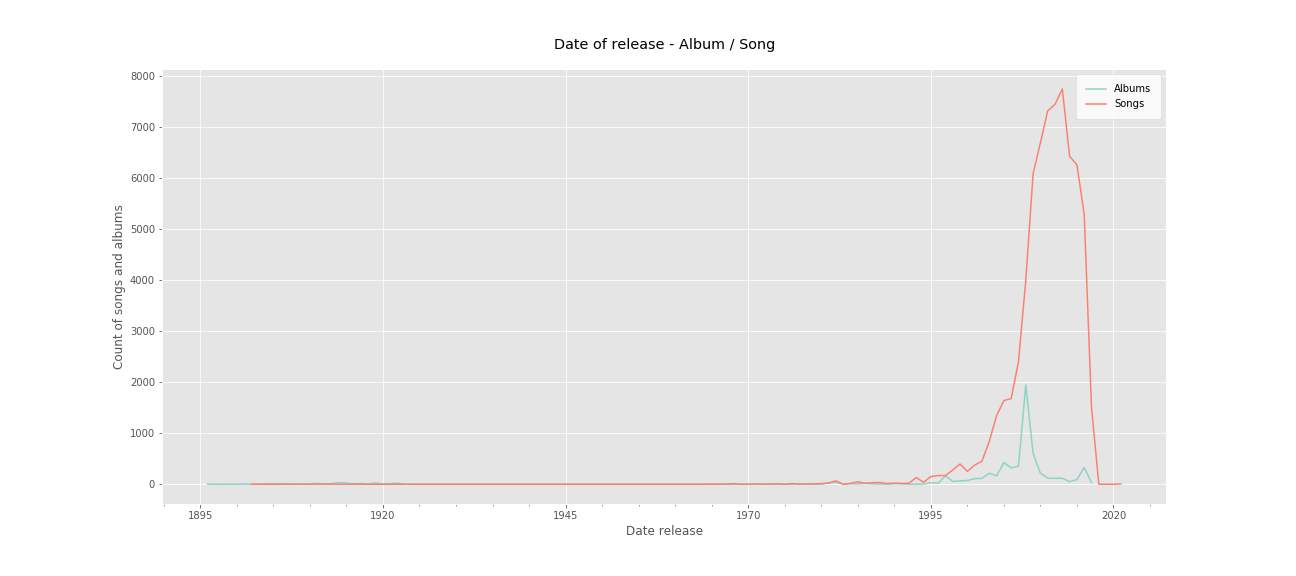 Date of release - Album / Song
Albums
Songs
Count of songs and albums
8000
7000
6000
5000
4000
3000
2000
1000
0
1895 1920 1945 1970 1995 2020
Date release